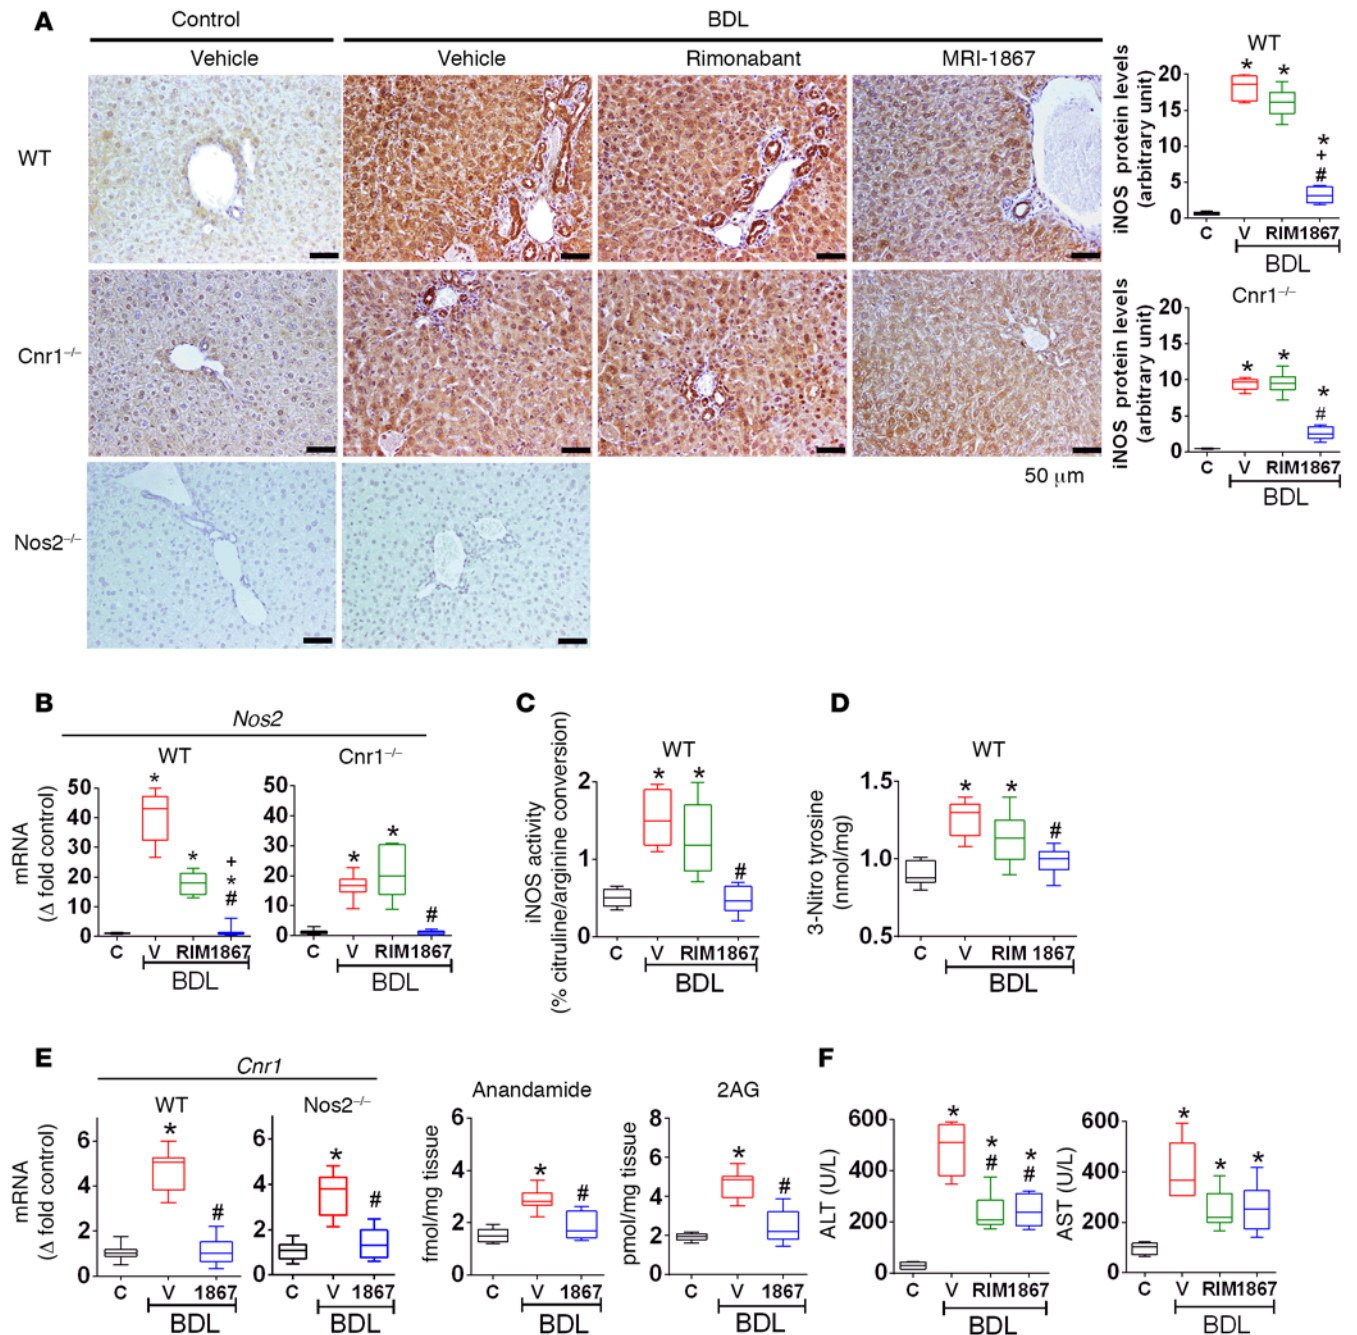 A
Control
BDL
Vehicle
Vehicle
Rimonabant
MRI-1867
WT
Cnr1⁻/⁻
Nos2⁻/⁻
50 μm
WT
iNOS protein levels
(arbitrary unit)
20
15
10
5
0
*
*
*
+
#
C
V
RIM
1867
BDL
Cnr1⁻/⁻
iNOS protein levels
(arbitrary unit)
20
15
10
5
0
*
*
*
#
C
V
RIM
1867
BDL
B
Nos2
WT
mRNA
(Δ fold control)
50
40
30
20
10
0
*
*
+
*
#
C
V
RIM
1867
BDL
Cnr1⁻/⁻
50
40
30
20
10
0
*
*
#
C
V
RIM
1867
BDL
C
WT
iNOS activity
(% citruline/arginine conversion)
2
1
0
*
*
#
C
V
RIM
1867
BDL
D
WT
3-Nitro tyrosine
(nmol/mg)
1.5
1.0
0.5
*
*
#
C
V
RIM
1867
BDL
E
Cnr1
WT
mRNA
(Δ fold control)
6
4
2
0
*
#
C
V
1867
BDL
Nos2⁻/⁻
6
4
2
0
*
#
C
V
1867
BDL
Anandamide
fmol/mg tissue
6
4
2
0
*
#
C
V
1867
BDL
2AG
pmol/mg tissue
8
6
4
2
0
*
#
C
V
1867
BDL
F
ALT (U/L)
600
400
200
0
*
*
#
*
#
C
V
RIM
1867
BDL
AST (U/L)
600
400
200
0
*
*
*
C
V
RIM
1867
BDL